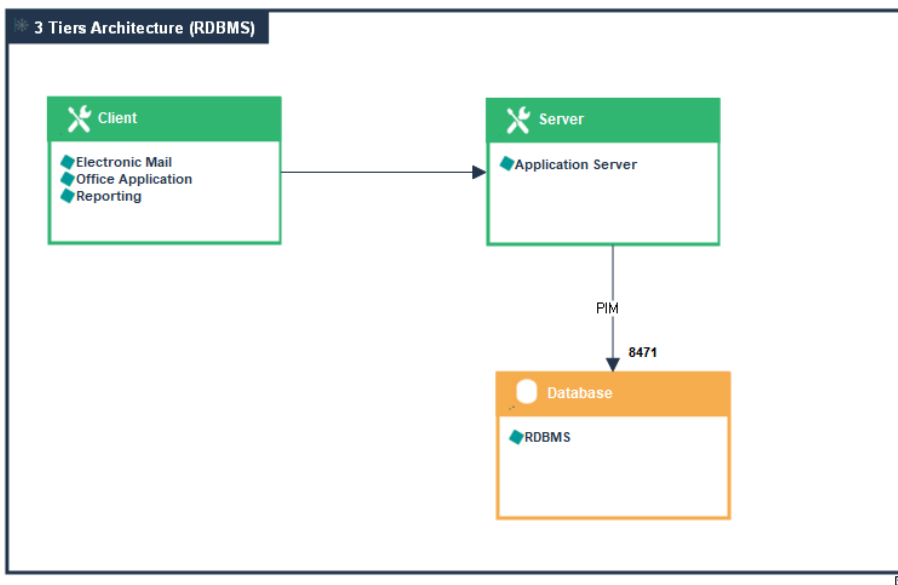 3 Tiers Architecture (RDBMS)
Client
Electronic Mail
Office Application
Reporting
Server
Application Server
PIM
8471
Database
RDBMS